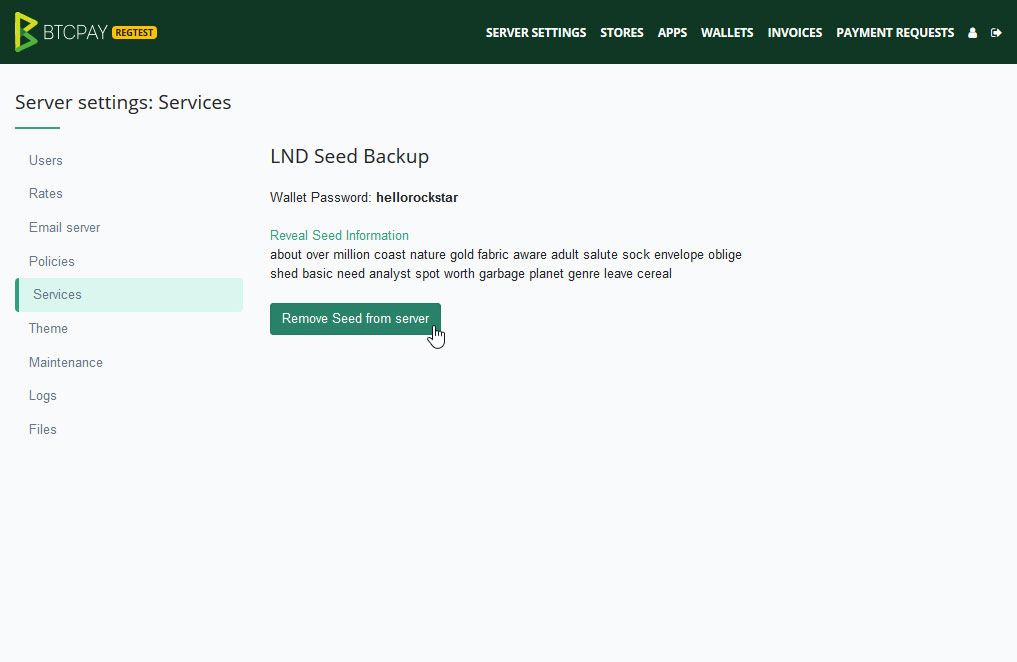 BTCPAY REGTEST
SERVER SETTINGS STORES APPS WALLETS INVOICES PAYMENT REQUESTS
Server settings: Services
Users
Rates
Email server
Policies
Services
Theme
Maintenance
Logs
Files
LND Seed Backup
Wallet Password: hellorockstar
Reveal Seed Information
about over million coast nature gold fabric aware adult salute sock envelope oblige
shed basic need analyst spot worth garbage planet genre leave cereal
Remove Seed from server